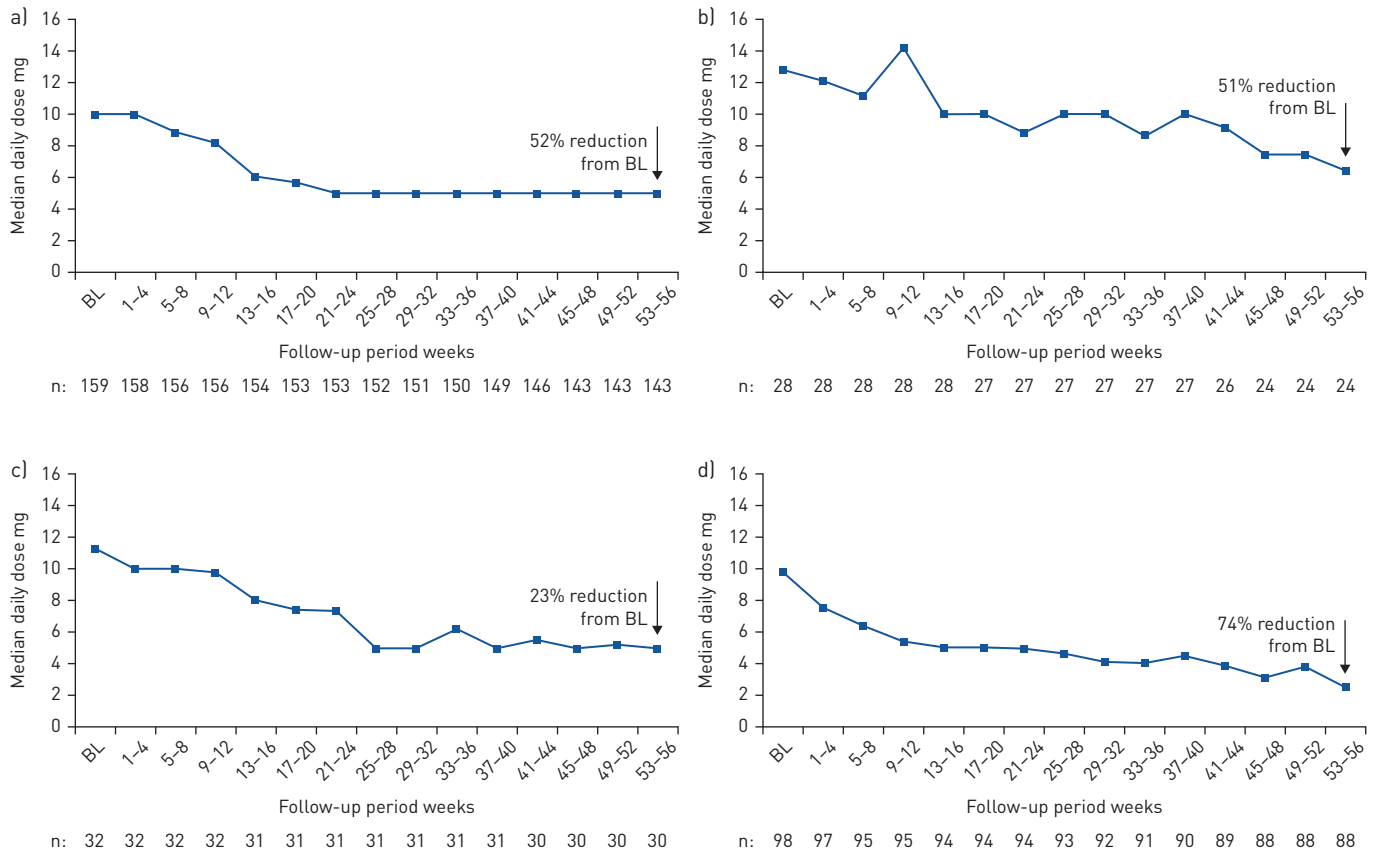 a)
Median daily dose mg
16
14
12
10
8
6
4
2
0
52% reduction
from BL
BL 1–4 5–8 9–12 13–16 17–20 21–24 25–28 29–32 33–36 37–40 41–44 45–48 49–52 53–56
Follow-up period weeks
n: 159 158 156 156 154 153 153 152 151 150 149 146 143 143 143
b)
Median daily dose mg
16
14
12
10
8
6
4
2
0
51% reduction
from BL
BL 1–4 5–8 9–12 13–16 17–20 21–24 25–28 29–32 33–36 37–40 41–44 45–48 49–52 53–56
Follow-up period weeks
n: 28 28 28 28 28 27 27 27 27 27 27 26 24 24 24
c)
Median daily dose mg
16
14
12
10
8
6
4
2
0
23% reduction
from BL
BL 1–4 5–8 9–12 13–16 17–20 21–24 25–28 29–32 33–36 37–40 41–44 45–48 49–52 53–56
Follow-up period weeks
n: 32 32 32 32 31 31 31 31 31 31 31 30 30 30 30
d)
Median daily dose mg
16
14
12
10
8
6
4
2
0
74% reduction
from BL
BL 1–4 5–8 9–12 13–16 17–20 21–24 25–28 29–32 33–36 37–40 41–44 45–48 49–52 53–56
Follow-up period weeks
n: 98 97 95 95 94 94 94 93 92 91 90 89 88 88 88